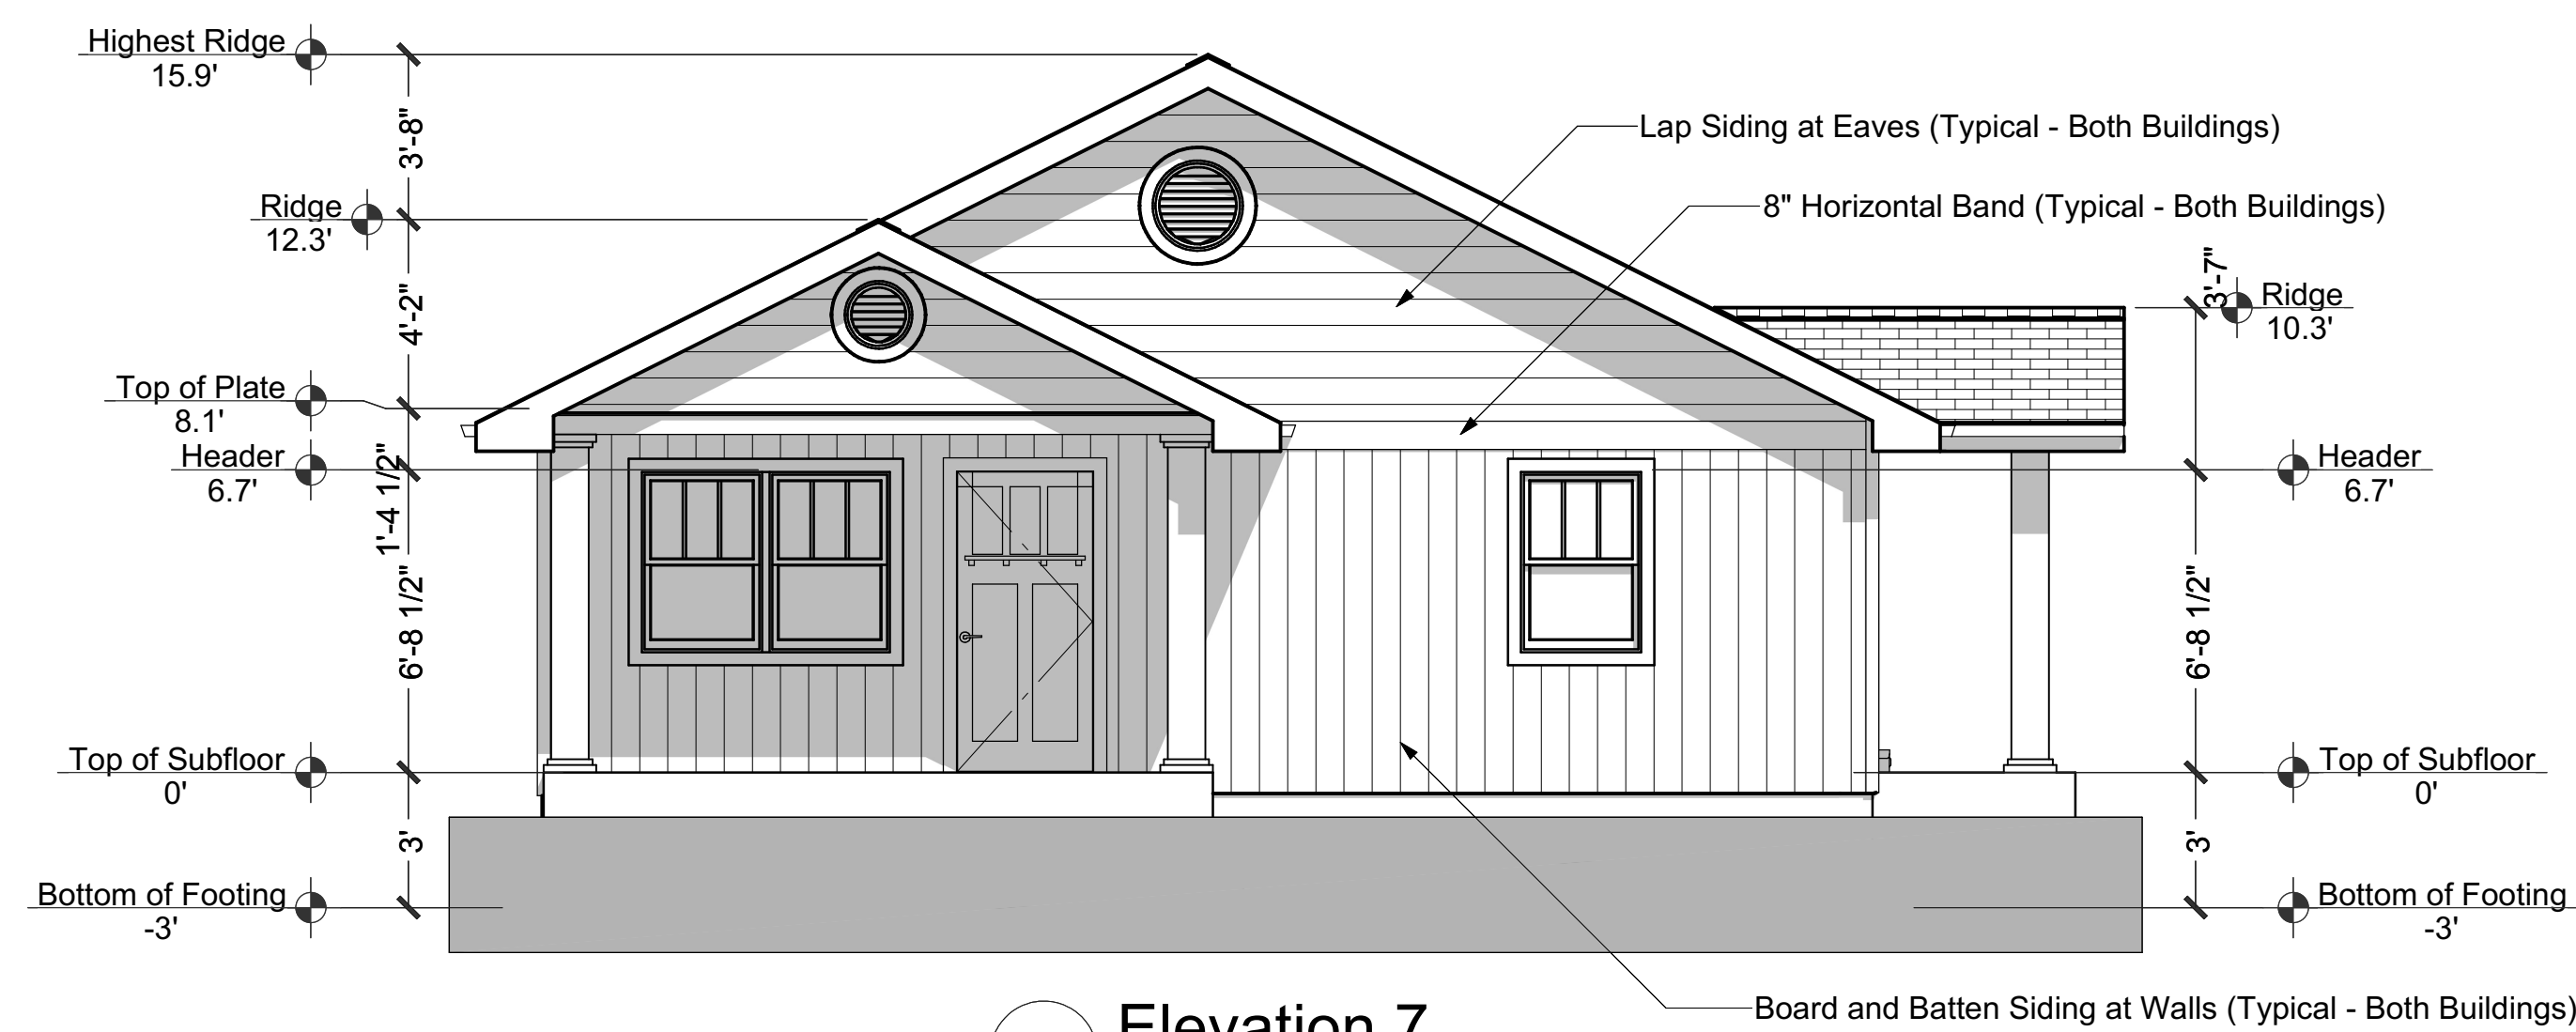 Highest Ridge
15.9'
3'-8"
Lap Siding at Eaves (Typical - Both Buildings)
Ridge
12.3'
8" Horizontal Band (Typical - Both Buildings)
4'-2"
3'-7"
Ridge
10.3'
Top of Plate
8.1'
Header
6.7'
1'-4 1/2"
Header
6.7'
6'-8 1/2"
6'-8 1/2"
Top of Subfloor
0'
Top of Subfloor
0'
3'
3'
Bottom of Footing
-3'
Bottom of Footing
-3'
Board and Batten Siding at Walls (Typical - Both Buildings)
Elevation 7